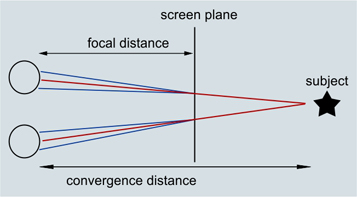 screen plane
focal distance
subject
convergence distance